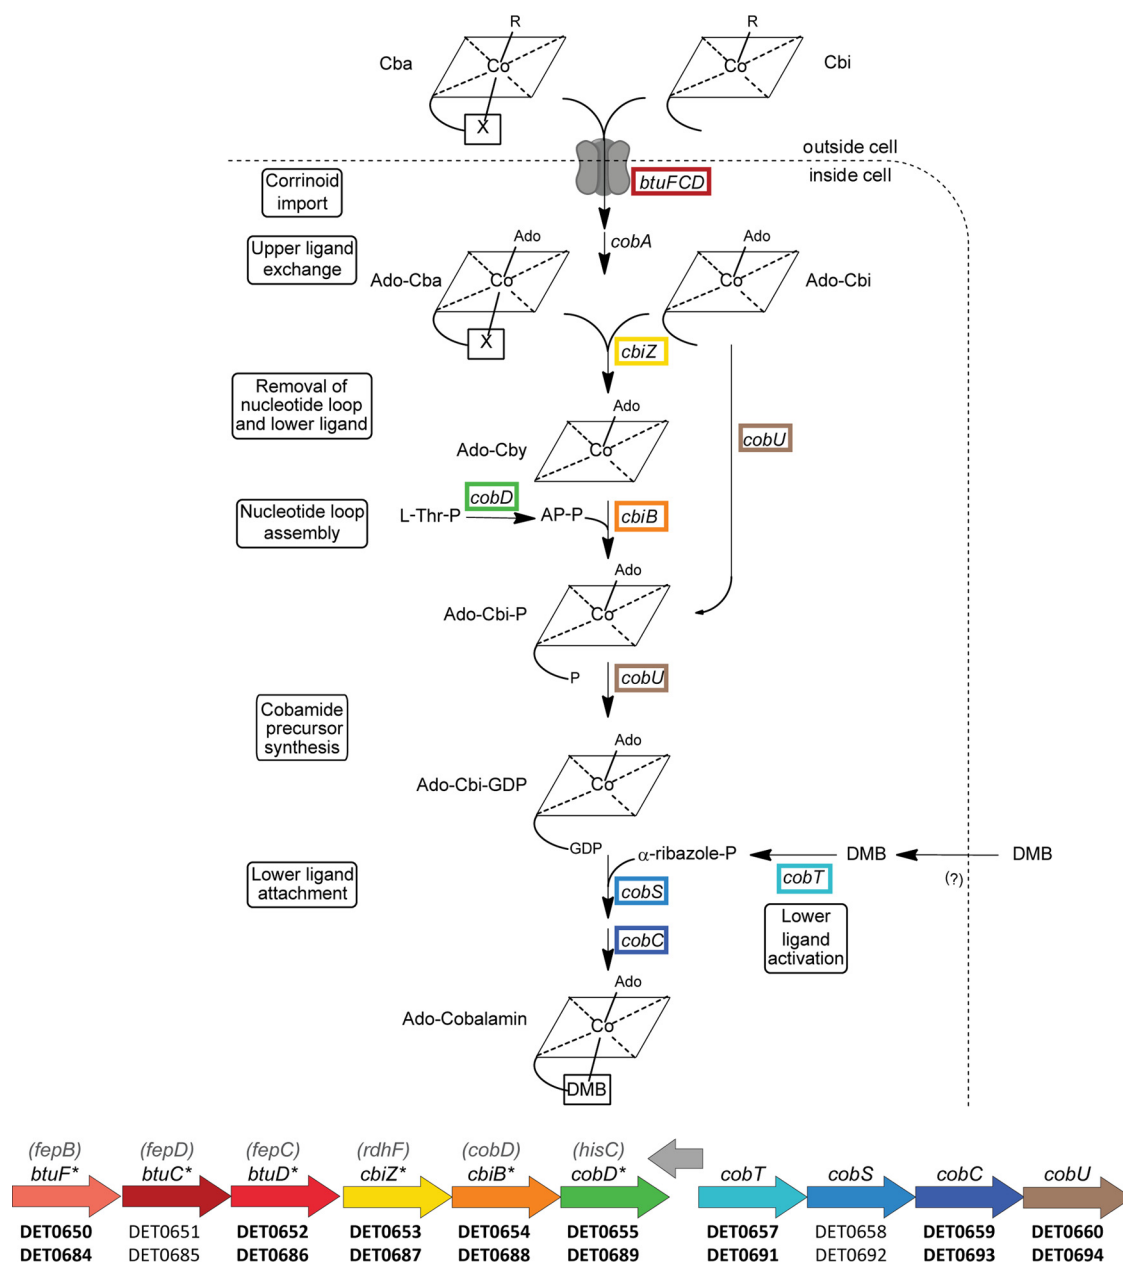 R
R
Cba
Co
Co
Cbi
X
outside cell
inside cell
Corrinoid
import
btuFCD
Upper ligand
exchange
cobA
Ado
Ado
Ado-Cba
Co
Co
Ado-Cbi
X
cbiZ
Removal of
nucleotide loop
and lower ligand
Ado
Ado-Cby
Co
cobU
Nucleotide loop
assembly
cobD
L-Thr-P
AP-P
cbiB
Ado
Ado-Cbi-P
Co
P
cobU
Cobamide
precursor
synthesis
Ado
Ado-Cbi-GDP
Co
GDP
α-ribazole-P
DMB
DMB
(?)
Lower ligand
attachment
cobT
cobS
Lower
ligand
activation
cobC
Ado
Ado-Cobalamin
Co
DMB
(fepB) (fepD) (fepC) (rdhF) (cobD) (hisC)
btuF* btuC* btuD* cbiZ* cbiB* cobD* cobT cobS cobC cobU
DET0650 DET0651 DET0652 DET0653 DET0654 DET0655 DET0657 DET0658 DET0659 DET0660
DET0684 DET0685 DET0686 DET0687 DET0688 DET0689 DET0691 DET0692 DET0693 DET0694